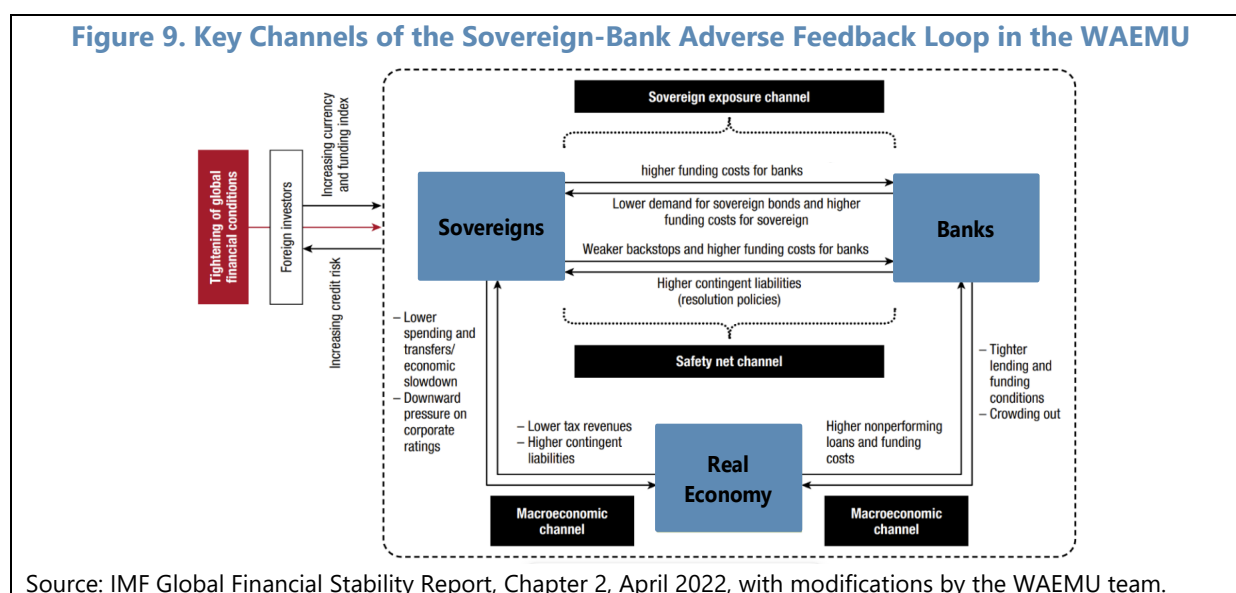 Figure 9. Key Channels of the Sovereign-Bank Adverse Feedback Loop in the WAEMU
Tightening of global
financial conditions
Foreign investors
Increasing currency
and funding index
Increasing credit risk
Sovereign exposure channel
higher funding costs for banks
Lower demand for sovereign bonds and higher
funding costs for sovereign
Sovereigns
Banks
Weaker backstops and higher funding costs for banks
Higher contingent liabilities
(resolution policies)
Safety net channel
– Lower
spending and
transfers/
economic
slowdown
– Downward
pressure on
corporate
ratings
– Lower tax revenues
– Higher contingent
liabilities
Real
Economy
Higher nonperforming
loans and funding
costs
– Tighter
lending and
funding
conditions
– Crowding out
Macroeconomic
channel
Macroeconomic
channel
Source: IMF Global Financial Stability Report, Chapter 2, April 2022, with modifications by the WAEMU team.